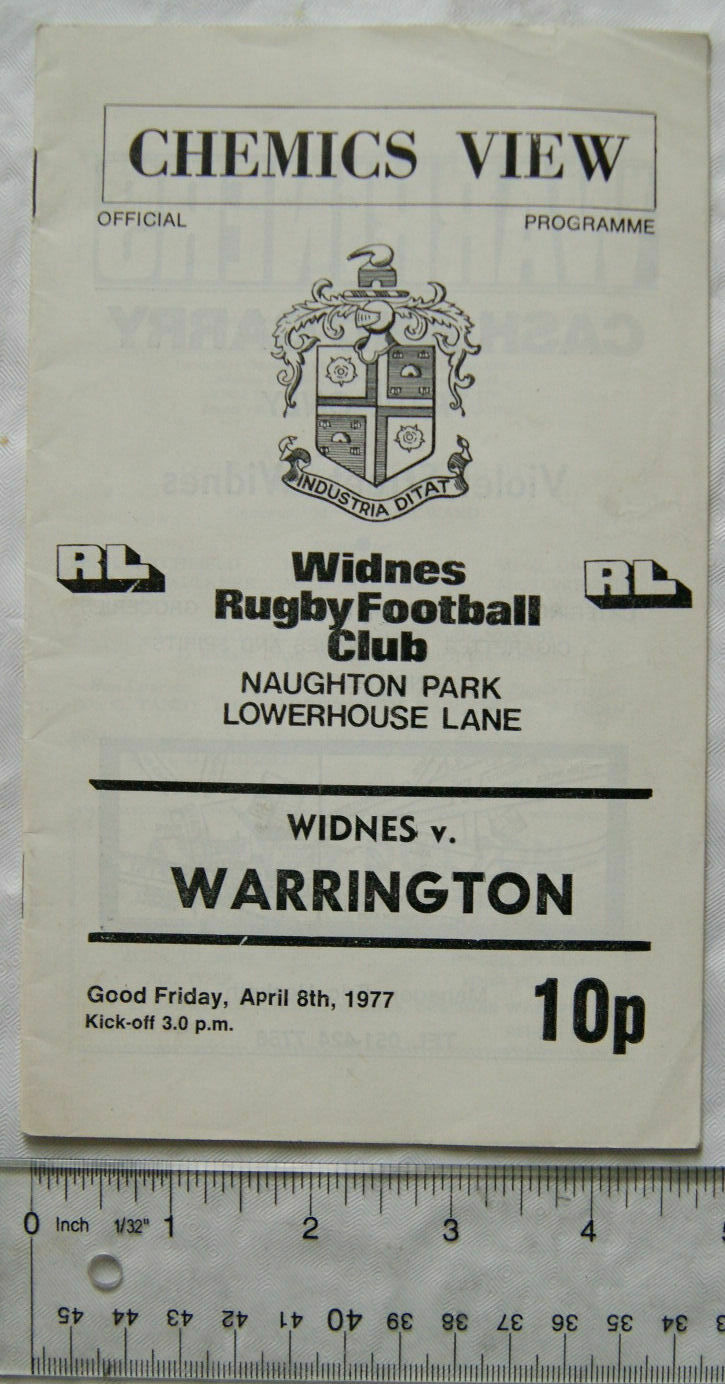 CHEMICS VIEW
OFFICIAL PROGRAMME
INDUSTRIA DITAT
RL RL
Widnes
Rugby Football
Club
NAUGHTON PARK
LOWERHOUSE LANE
WIDNES v.
WARRINGTON
Good Friday, April 8th, 1977
Kick-off 3.0 p.m.
10p
0 Inch 1/32" 1 2 3 4
45 44 43 42 41 40 39 38 37 36 35 34